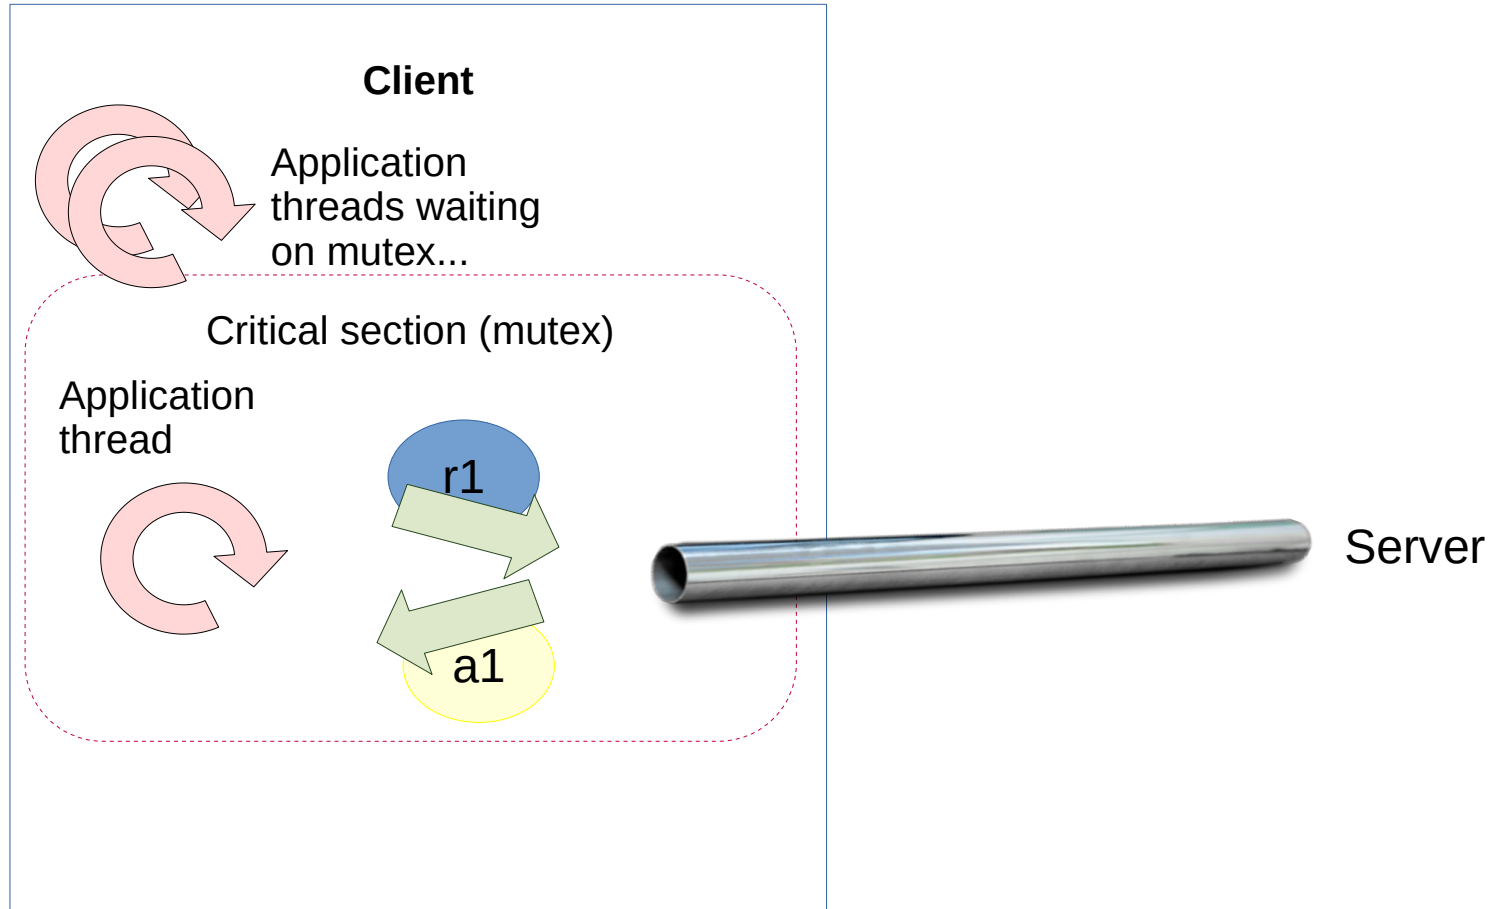 Client
Application
threads waiting
on mutex...
Critical section (mutex)
Application
thread
r1
Server
a1